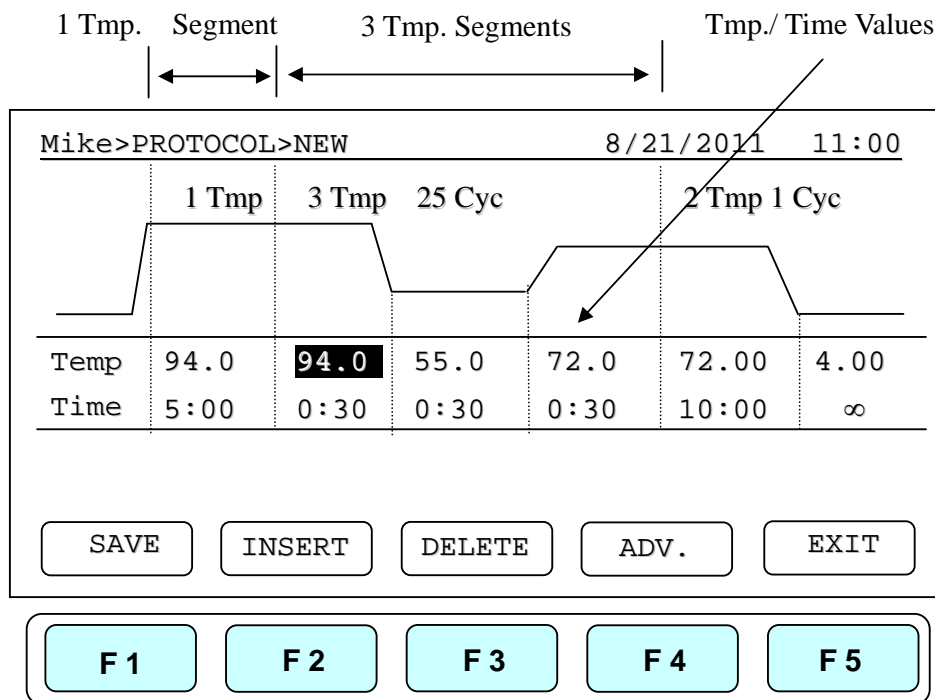 1 Tmp. Segment 3 Tmp. Segments Tmp./ Time Values
Mike>PROTOCOL>NEW 8/21/2011 11:00
1 Tmp 3 Tmp 25 Cyc 2 Tmp 1 Cyc
Temp 94.0 94.0 55.0 72.0 72.00 4.00
Time 5:00 0:30 0:30 0:30 10:00 ∞
SAVE INSERT DELETE ADV. EXIT
F 1 F 2 F 3 F 4 F 5